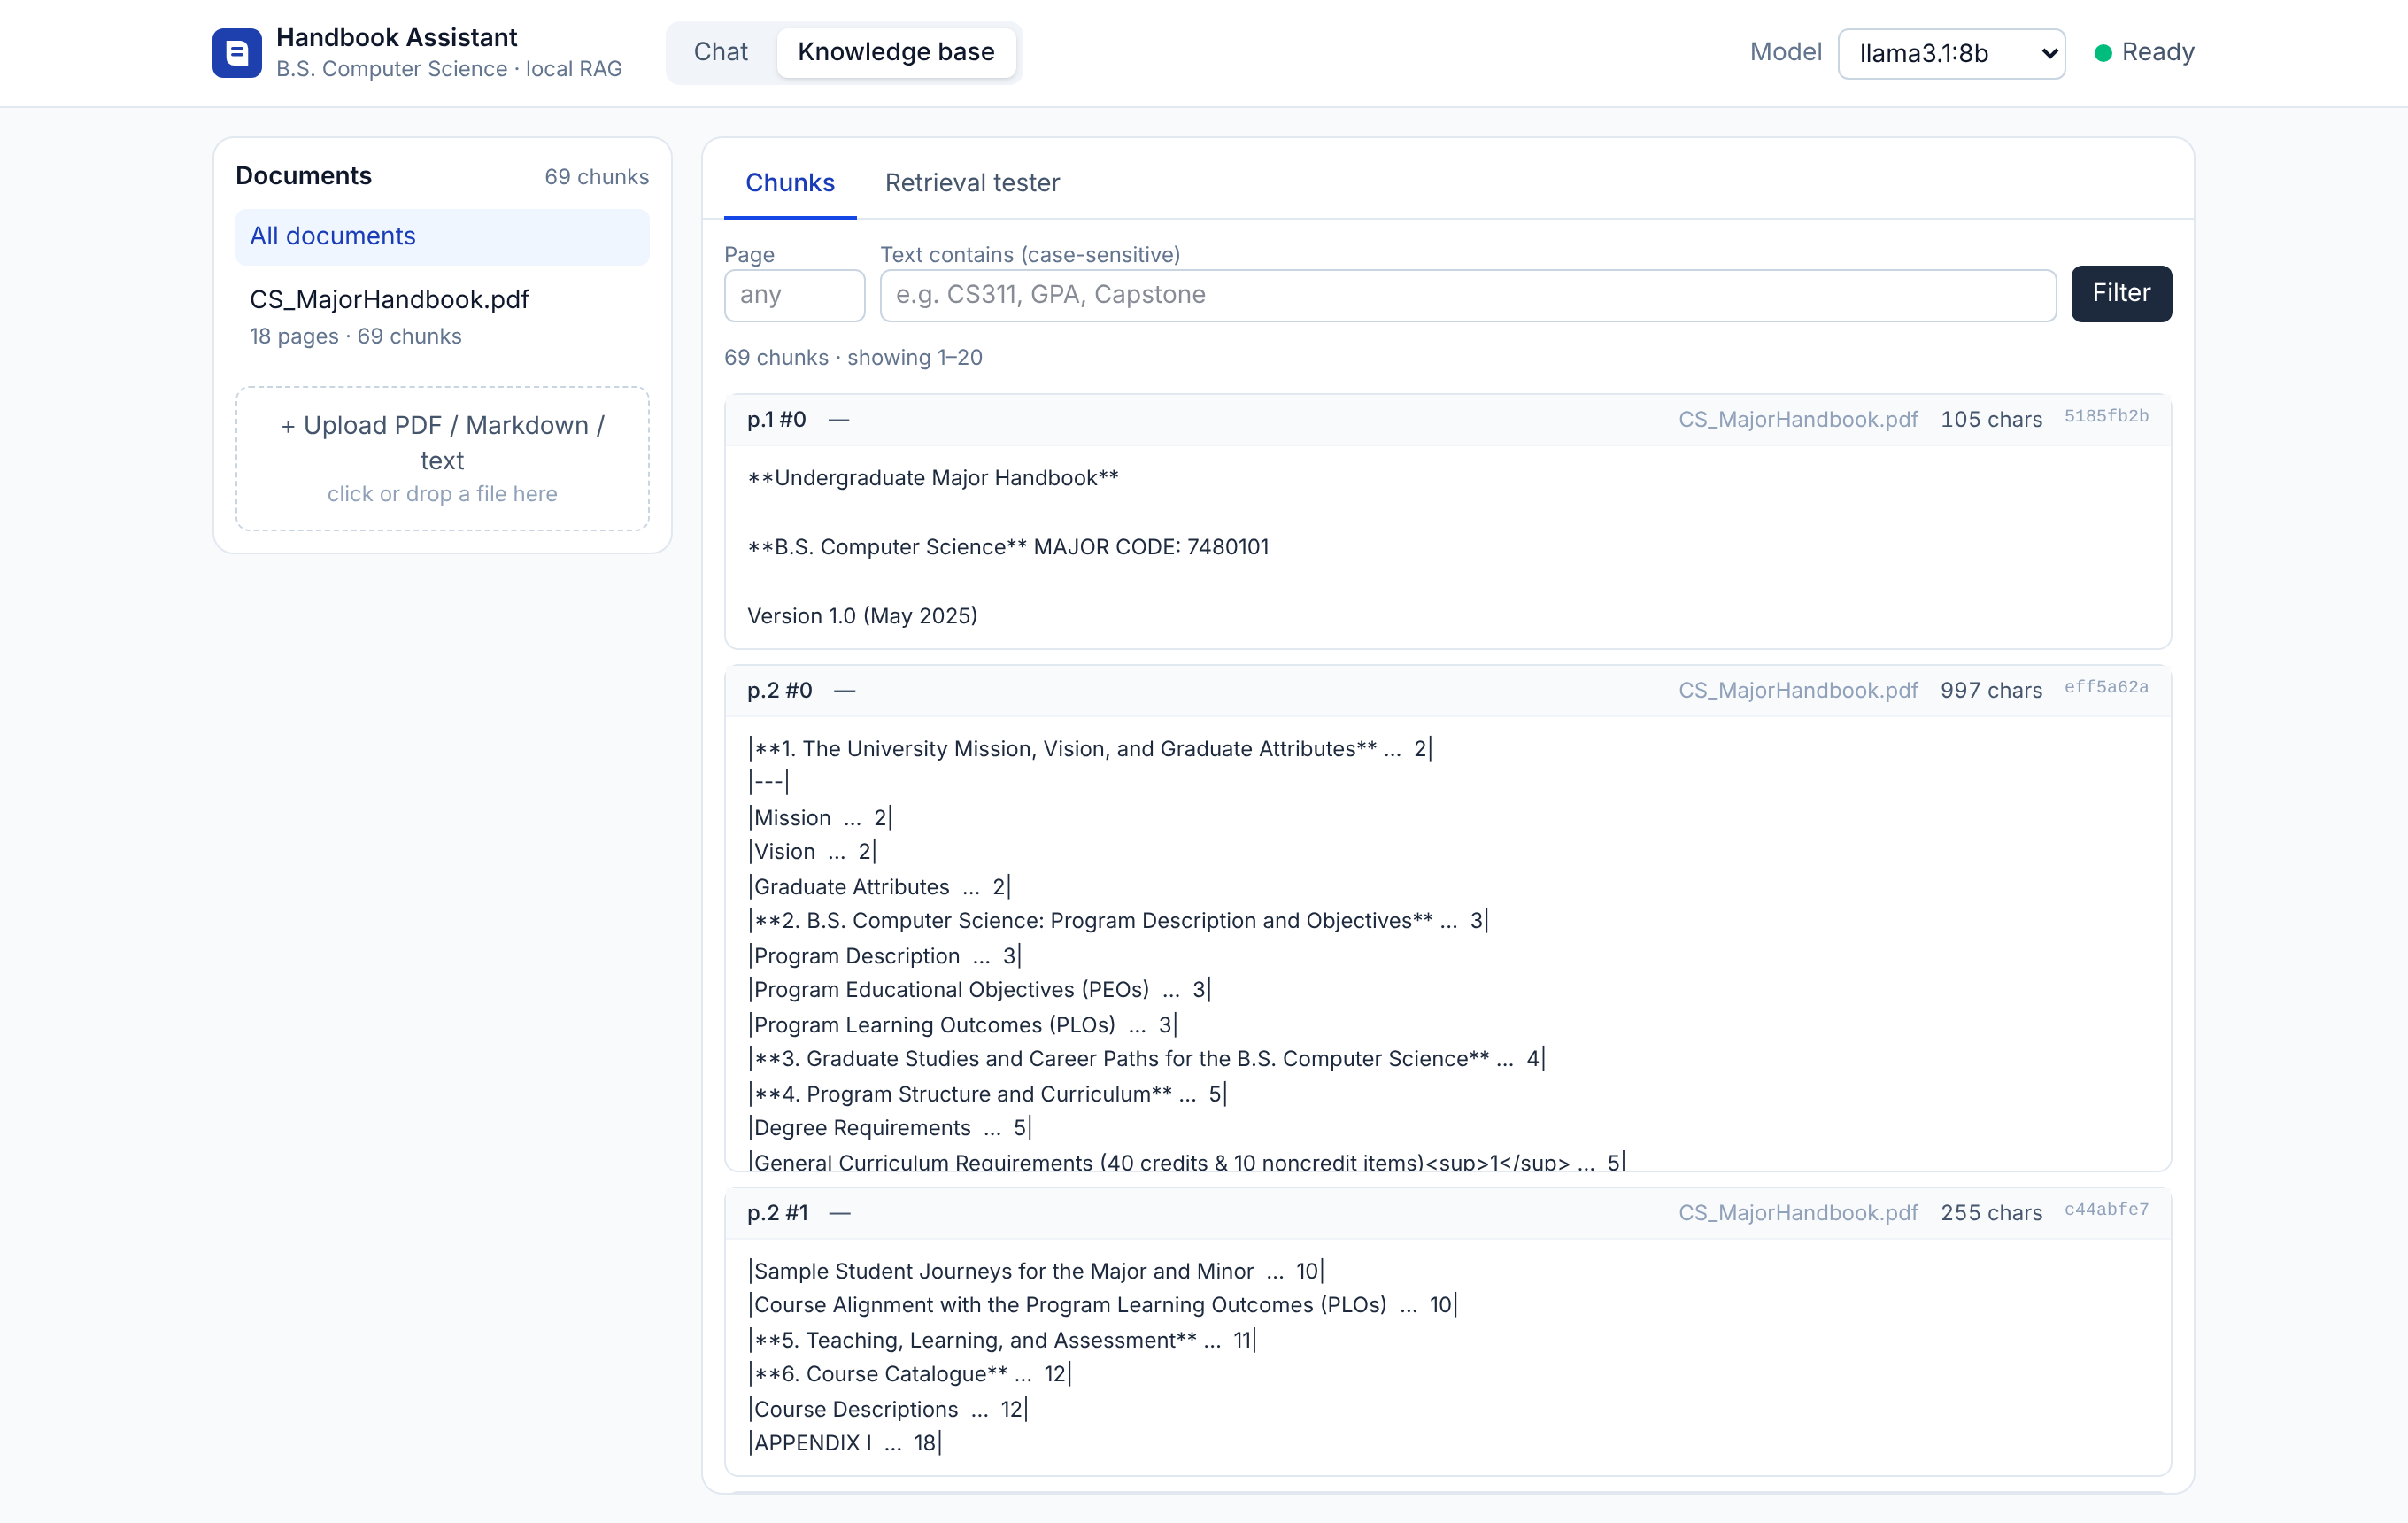 Handbook Assistant
B.S. Computer Science · local RAG
Chat
Knowledge base
Model
llama3.1:8b
Ready
Documents
69 chunks
All documents
CS_MajorHandbook.pdf
18 pages · 69 chunks
+ Upload PDF / Markdown /
text
click or drop a file here
Chunks
Retrieval tester
Page
Text contains (case-sensitive)
any
e.g. CS311, GPA, Capstone
Filter
69 chunks · showing 1–20
p.1 #0 — CS_MajorHandbook.pdf 105 chars 5185fb2b
**Undergraduate Major Handbook**
**B.S. Computer Science** MAJOR CODE: 7480101
Version 1.0 (May 2025)
p.2 #0 — CS_MajorHandbook.pdf 997 chars eff5a62a
|**1. The University Mission, Vision, and Graduate Attributes** ... 2|
|---|
|Mission ... 2|
|Vision ... 2|
|Graduate Attributes ... 2|
|**2. B.S. Computer Science: Program Description and Objectives** ... 3|
|Program Description ... 3|
|Program Educational Objectives (PEOs) ... 3|
|Program Learning Outcomes (PLOs) ... 3|
|**3. Graduate Studies and Career Paths for the B.S. Computer Science** ... 4|
|**4. Program Structure and Curriculum** ... 5|
|Degree Requirements ... 5|
|General Curriculum Requirements (40 credits & 10 noncredit items)<sup>1</sup> ... 5|
p.2 #1 — CS_MajorHandbook.pdf 255 chars c44abfe7
|Sample Student Journeys for the Major and Minor ... 10|
|Course Alignment with the Program Learning Outcomes (PLOs) ... 10|
|**5. Teaching, Learning, and Assessment** ... 11|
|**6. Course Catalogue** ... 12|
|Course Descriptions ... 12|
|APPENDIX I ... 18|